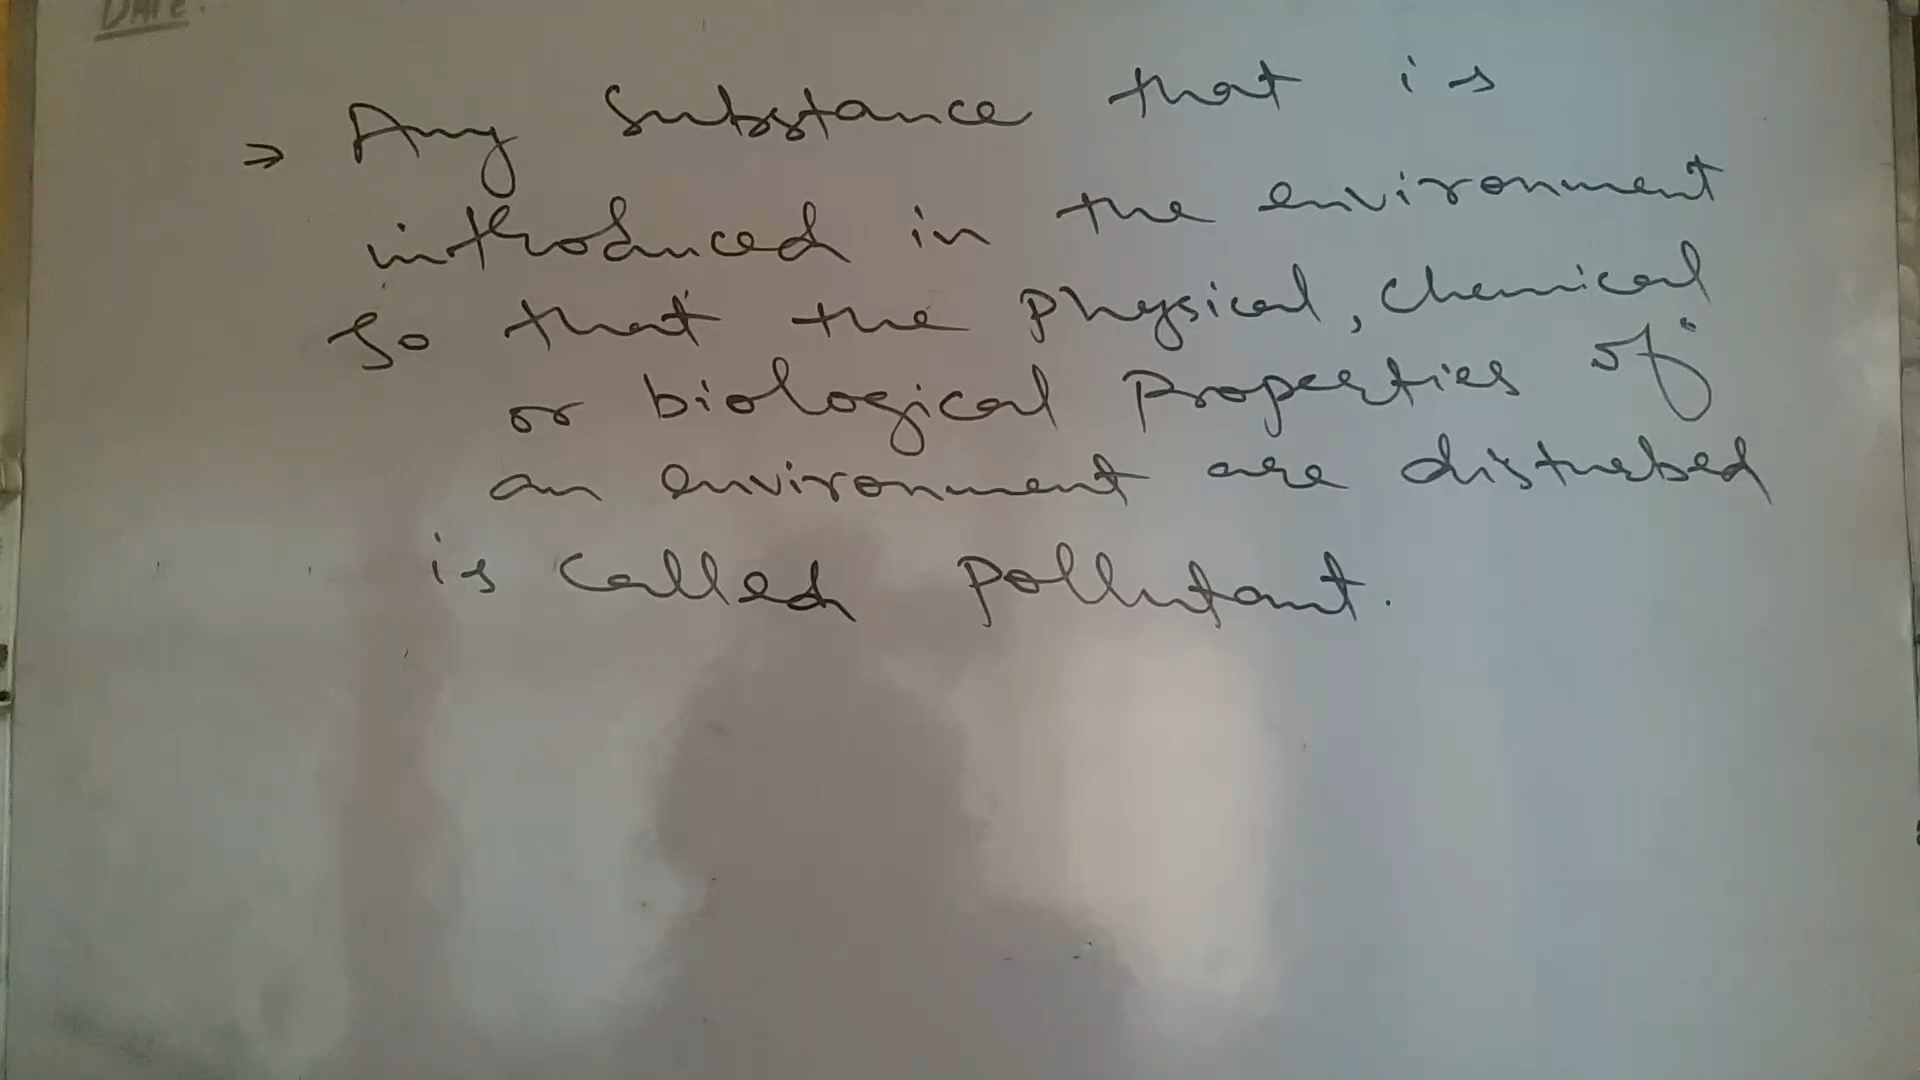 DATE:
⇒ Any substance that is
introduced in the environment
So that the physical, chemical
or biological properties of
an environment are disturbed
is called pollutant.